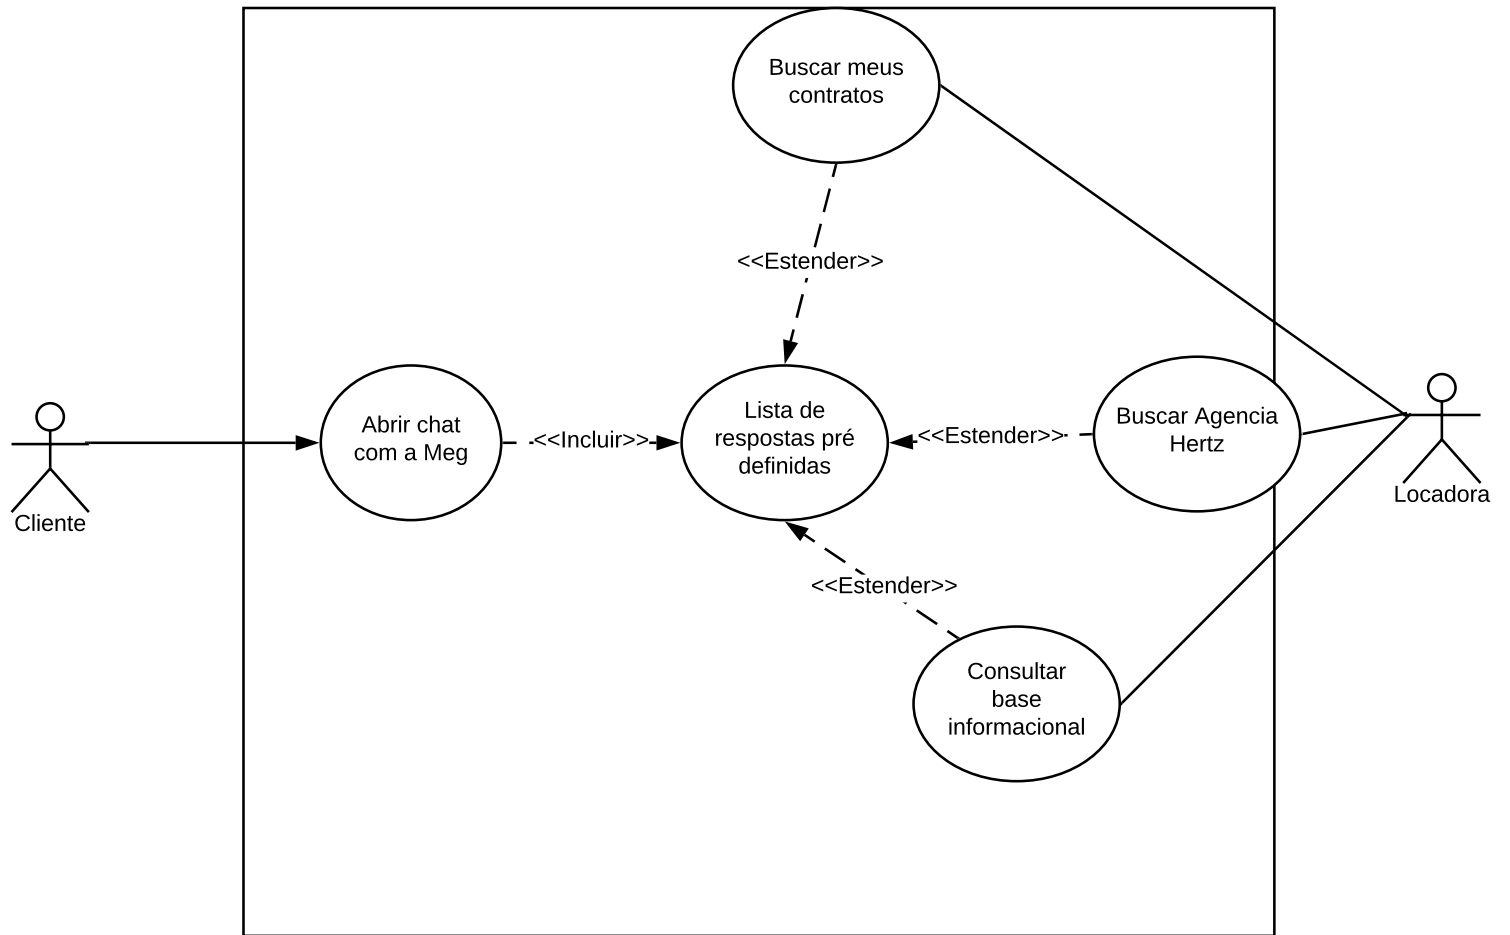 Buscar meus
contratos
<<Estender>>
Abrir chat
com a Meg
<<Incluir>>
Lista de
respostas pré
definidas
<<Estender>>
Buscar Agencia
Hertz
Cliente
Locadora
<<Estender>>
Consultar
base
informacional